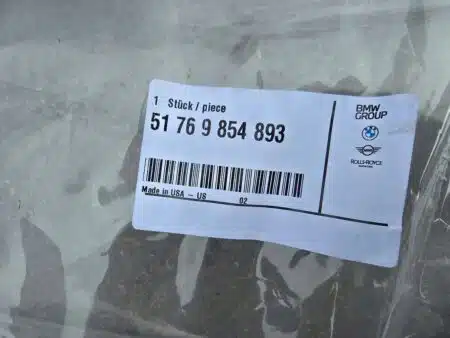 1 Stück / piece
51 76 9 854 893
Made in USA - US 02
BMW
GROUP
ROLLS-ROYCE